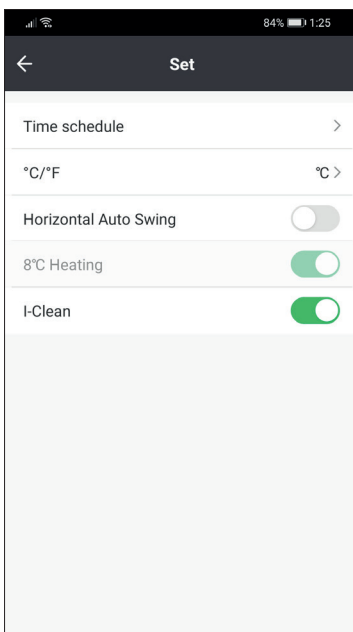 84% 1:25
Set
Time schedule
°C/°F ℃
Horizontal Auto Swing
8℃ Heating
I-Clean